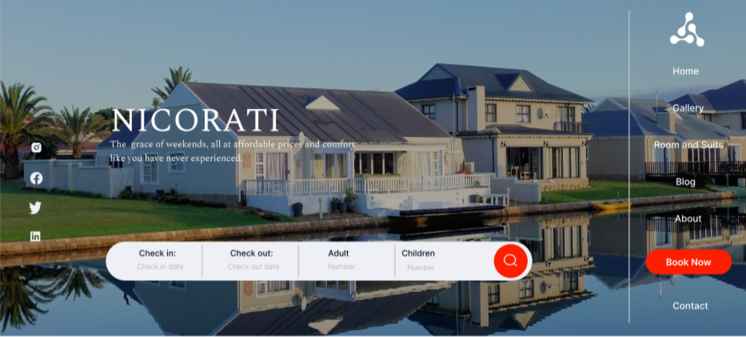 NICORATI
The grace of weekends, all at affordable prices and comfort
like you have never experienced.
Check in:
Check in date
Check out:
Check out date
Adult
Number
Children
Number
Home
Gallery
Room and Suits
Blog
About
Book Now
Contact